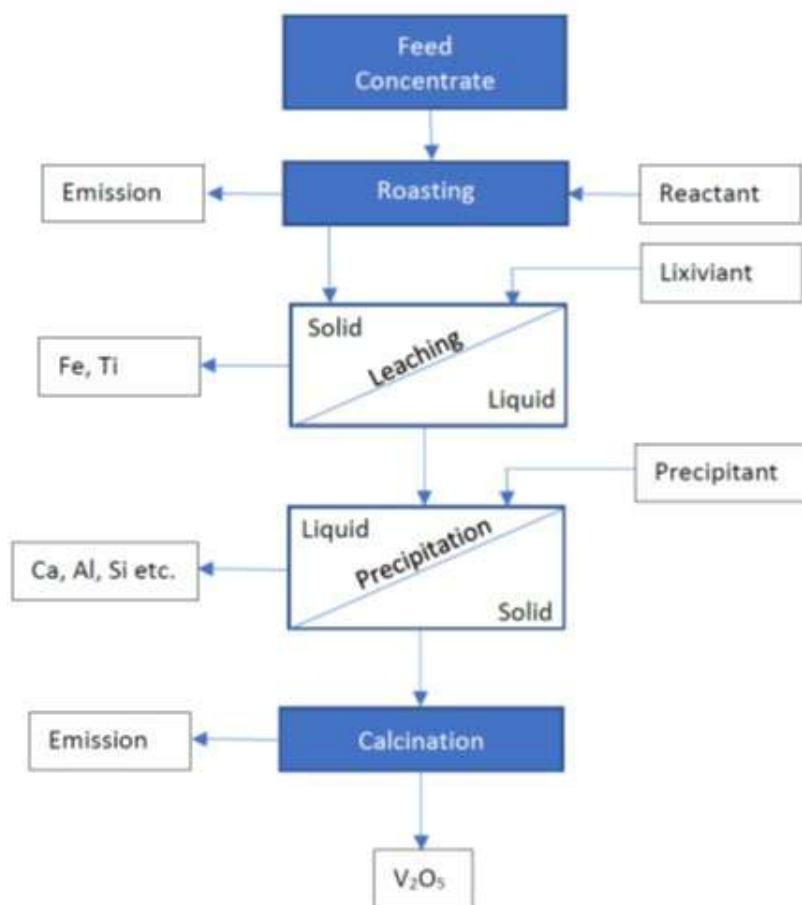 Feed
Concentrate
Emission
Roasting
Reactant
Lixiviant
Solid
Leaching
Liquid
Fe, Ti
Precipitant
Liquid
Precipitation
Solid
Ca, Al, Si etc.
Emission
Calcination
V₂O₅